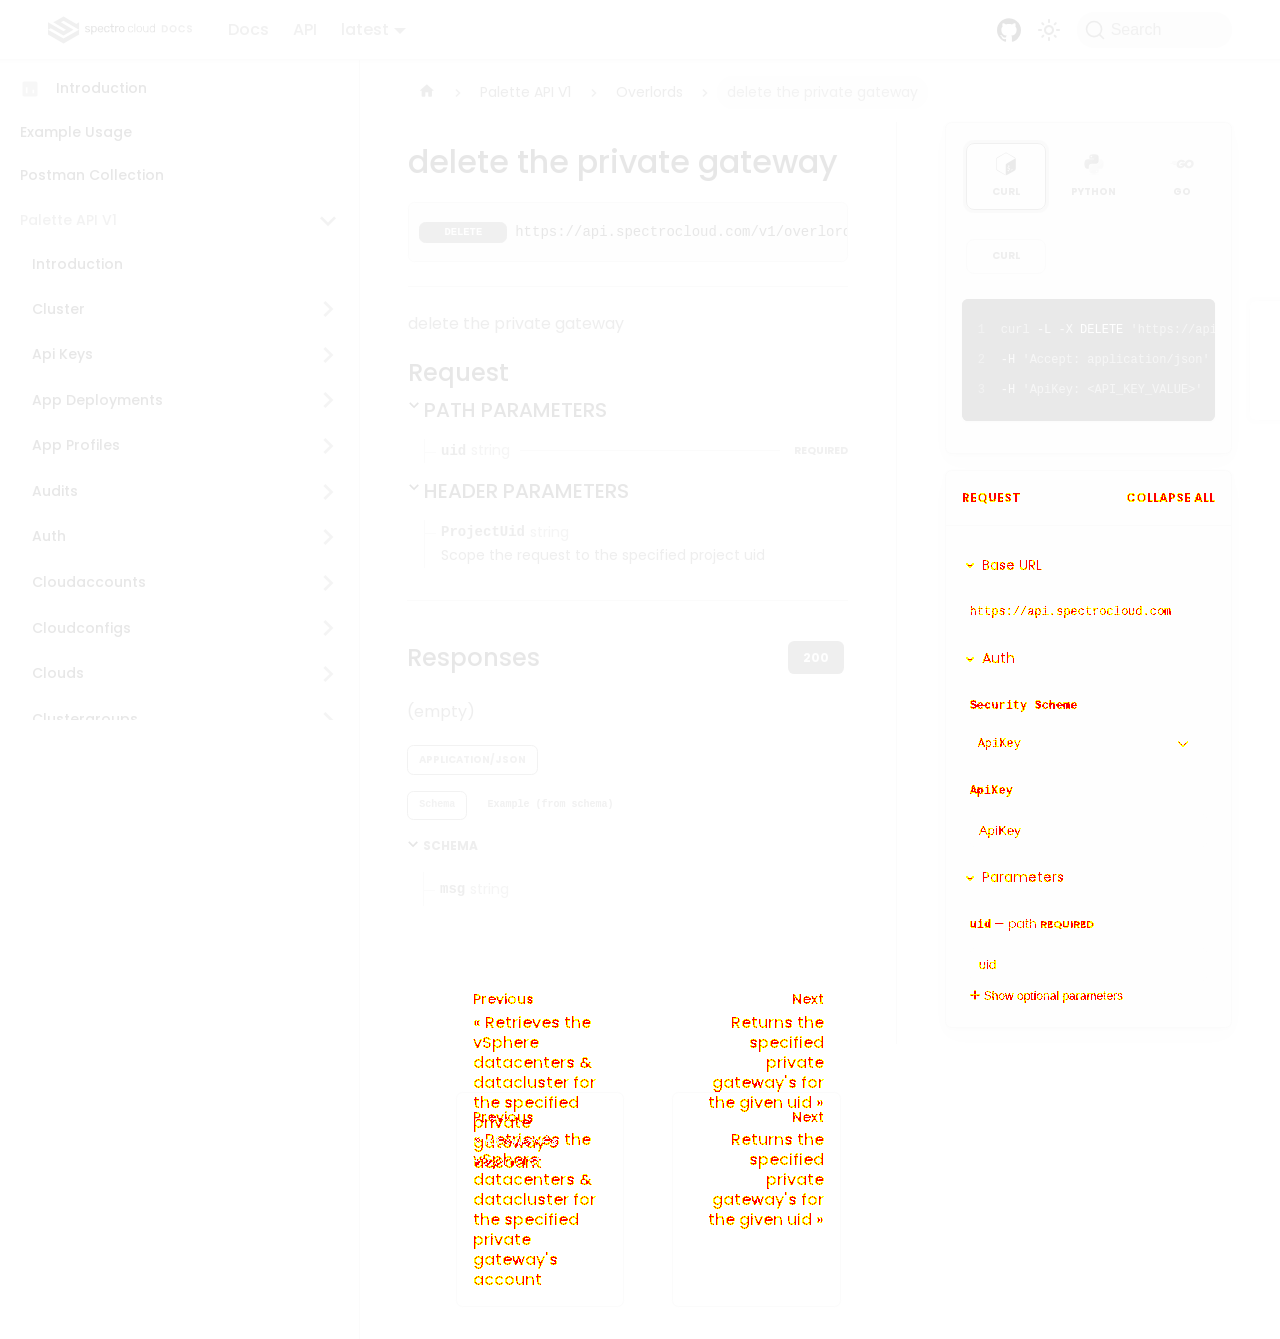 spectro cloud DOCS Docs API latest Search
Introduction
Example Usage
Postman Collection
Palette API V1
Introduction
Cluster
Api Keys
App Deployments
App Profiles
Audits
Auth
Cloudaccounts
Cloudconfigs
Clouds
Clustergroups
Palette API V1 Overlords delete the private gateway
delete the private gateway
DELETE https://api.spectrocloud.com/v1/overlord
delete the private gateway
Request
PATH PARAMETERS
uid string REQUIRED
HEADER PARAMETERS
ProjectUid string
Scope the request to the specified project uid
Responses 200
(empty)
APPLICATION/JSON
Schema Example (from schema)
SCHEMA
msg string
CURL PYTHON GO
CURL
1 curl -L -X DELETE 'https://api
2 -H 'Accept: application/json'
3 -H 'ApiKey: <API_KEY_VALUE>'
REQUEST COLLAPSE ALL
Base URL
https://api.spectrocloud.com
Auth
Security Scheme
ApiKey
ApiKey
ApiKey
Parameters
uid — path REQUIRED
uid
Show optional parameters
Previous
« Retrieves the
vSphere
datacenters &
datacluster for
the specified
private
gateway's
account
Next
Returns the
specified
private
gateway's for
the given uid »
Previous
« Retrieves the
vSphere
datacenters &
datacluster for
the specified
private
gateway's
account
Next
Returns the
specified
private
gateway's for
the given uid »